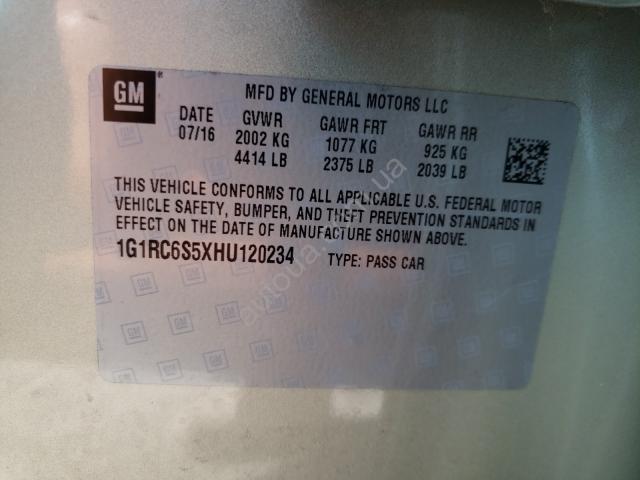 GM ®
MFD BY GENERAL MOTORS LLC
DATE GVWR GAWR FRT GAWR RR
07/16 2002 KG 1077 KG 925 KG
4414 LB 2375 LB 2039 LB
THIS VEHICLE CONFORMS TO ALL APPLICABLE U.S. FEDERAL MOTOR
VEHICLE SAFETY, BUMPER, AND THEFT PREVENTION STANDARDS IN
EFFECT ON THE DATE OF MANUFACTURE SHOWN ABOVE.
1G1RC6S5XHU120234 TYPE: PASS CAR